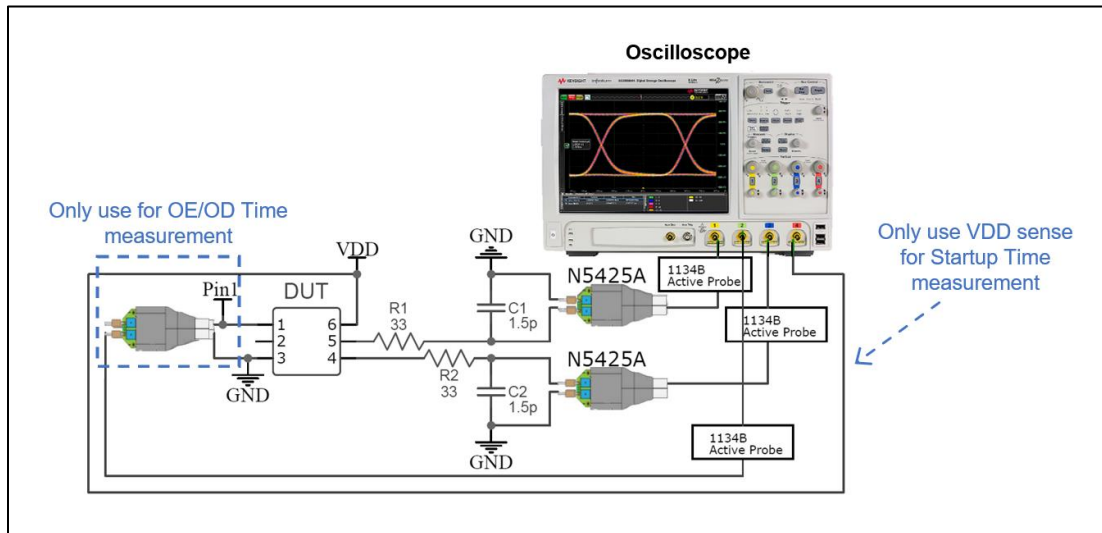 Oscilloscope
KEYSIGHT
Only use for OE/OD Time
measurement
Only use VDD sense
for Startup Time
measurement
VDD
GND
N5425A
1134B
Active Probe
Pin1
DUT
1
2
3
6
5
4
R1
33
C1
1.5p
1134B
Active Probe
GND
R2
33
N5425A
C2
1.5p
GND
1134B
Active Probe